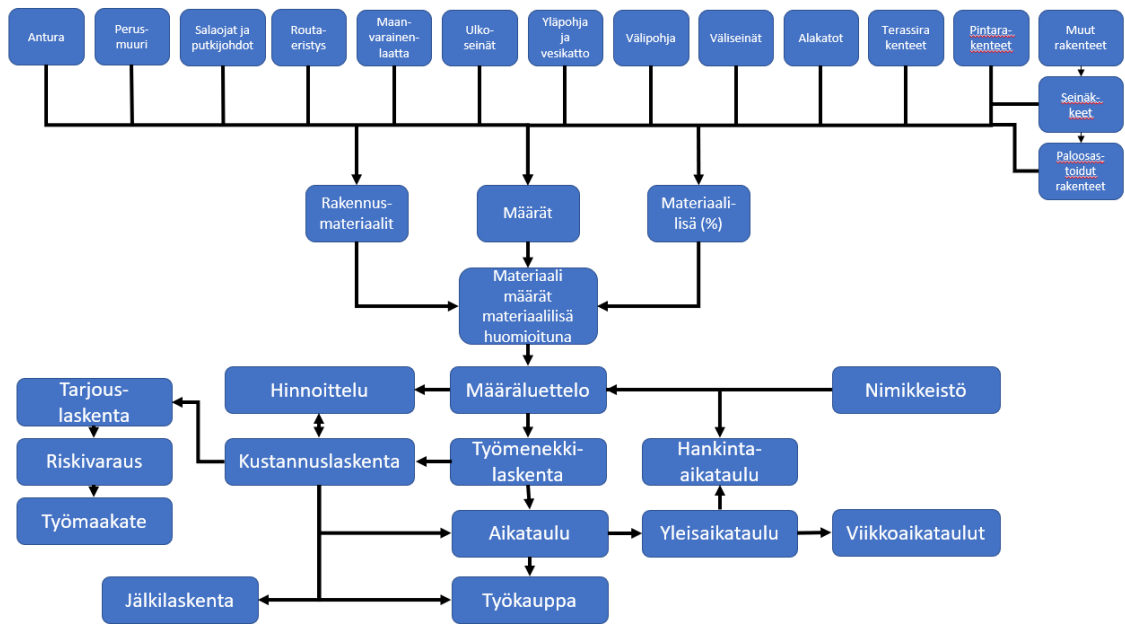 Antura
Perus-
muuri
Salaojat ja
putkijohdot
Routa-
eristys
Maan-
varainen-
laatta
Ulko-
seinät
Yläpohja
ja
vesikatto
Välipohja
Väliseinät
Alakatot
Terassira
kenteet
Pintara-
kenteet
Muut
rakenteet
Seinäk-
keet
Paloosas-
toidut
rakenteet
Rakennus-
materiaalit
Määrät
Materiaali-
lisä (%)
Materiaali
määrät
materiaalilisä
huomioituna
Tarjous-
laskenta
Hinnoittelu
Määräluettelo
Nimikkeistö
Riskivaraus
Kustannuslaskenta
Työmenekki-
laskenta
Hankinta-
aikataulu
Työmaakate
Aikataulu
Yleisaikataulu
Viikkoaikataulut
Jälkilaskenta
Työkauppa